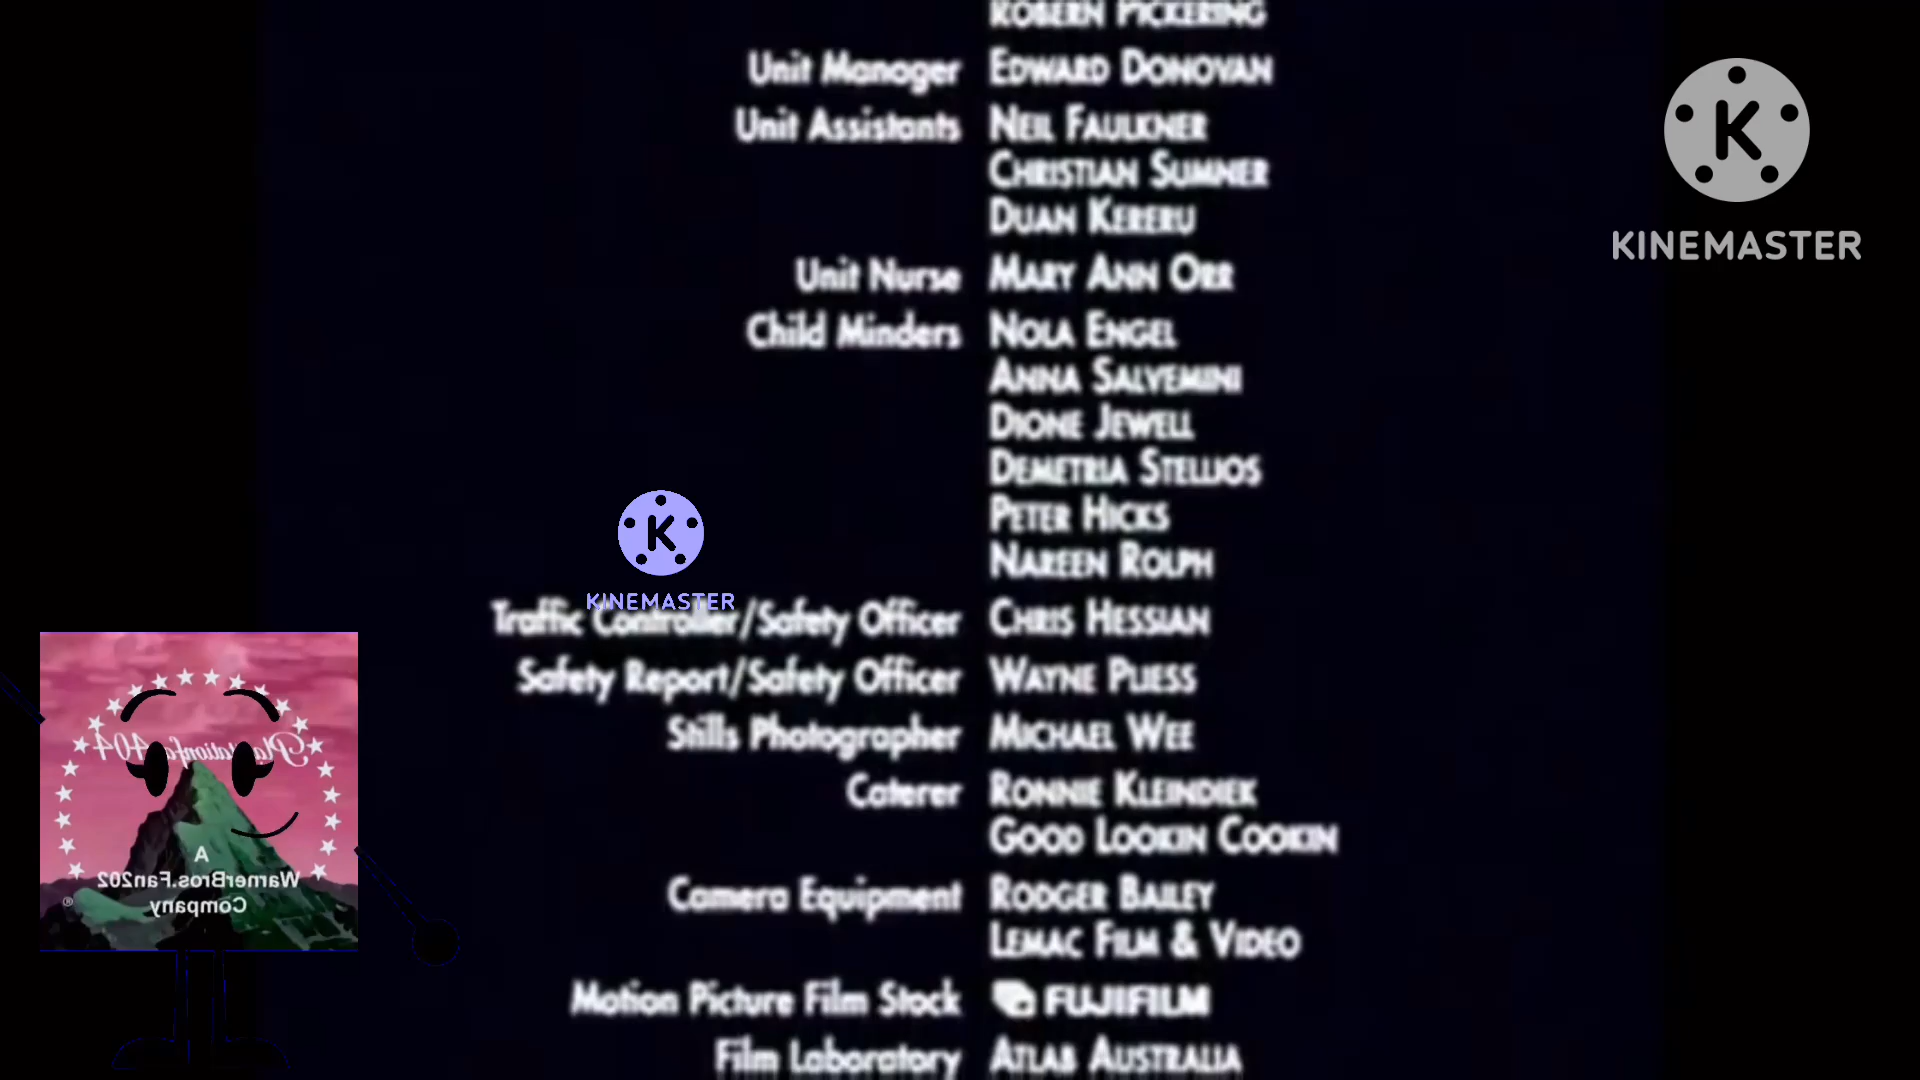 ROBERN PICKERING
Unit Manager EDWARD DONOVAN
Unit Assistants NEIL FAULKNER
CHRISTIAN SUMNER
DUAN KERERU
Unit Nurse MARY ANN ORR
Child Minders NOLA ENGEL
ANNA SALVEMINI
DIONE JEWELL
DEMETRIA STELLIOS
PETER HICKS
NAREEN ROLPH
Traffic Controller/Safety Officer CHRIS HESSIAN
Safety Report/Safety Officer WAYNE PLIESS
Stills Photographer MICHAEL WEE
Caterer RONNIE KLEINDIEK
GOOD LOOKIN COOKIN
Camera Equipment RODGER BAILEY
LEMAC FILM & VIDEO
Motion Picture Film Stock FUJIFILM
Film Laboratory ATLAB AUSTRALIA
K
KINEMASTER
K
KINEMASTER
A
WarnerBros.Fan202
Company
®